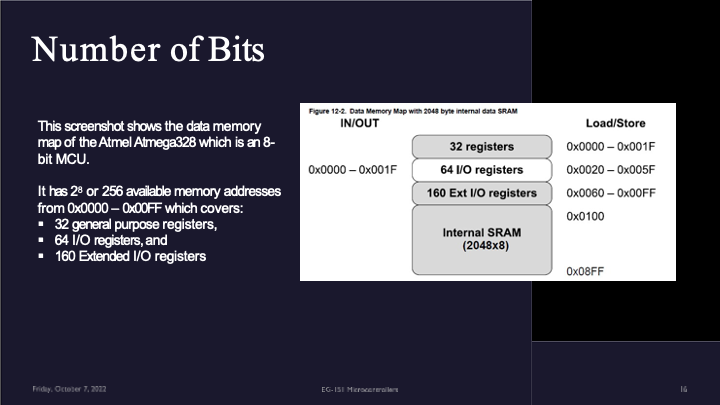 Number of Bits
This screenshot shows the data memory
map of the Atmel Atmega328 which is an 8-
bit MCU.
It has 2⁸ or 256 available memory addresses
from 0x0000 – 0x00FF which covers:
▪ 32 general purpose registers,
▪ 64 I/O registers, and
▪ 160 Extended I/O registers
Figure 12-2. Data Memory Map with 2048 byte internal data SRAM
IN/OUT
Load/Store
32 registers
0x0000 – 0x001F
0x0000 – 0x001F
64 I/O registers
0x0020 – 0x005F
160 Ext I/O registers
0x0060 – 0x00FF
0x0100
Internal SRAM
(2048x8)
0x08FF
Friday, October 7, 2022
EG-151 Microcontrollers
16